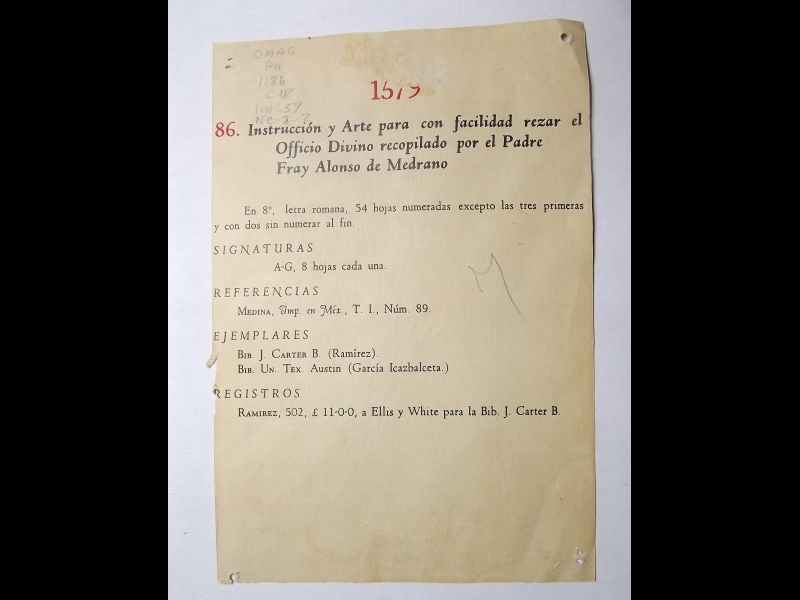 1579
86. Instrucción y Arte para con facilidad rezar el
Officio Divino recopilado por el Padre
Fray Alonso de Medrano
En 8º, letra romana, 54 hojas numeradas excepto las tres primeras
y con dos sin numerar al fin.
SIGNATURAS
A-G, 8 hojas cada una.
REFERENCIAS
Medina, Imp. en Méx., T. I., Núm. 89.
EJEMPLARES
Bib. J. Carter B. (Ramírez).
Bib. Un. Tex. Austin (García Icazbalceta.)
REGISTROS
Ramirez, 502, £ 11-0-0, a Ellis y White para la Bib. J. Carter B.